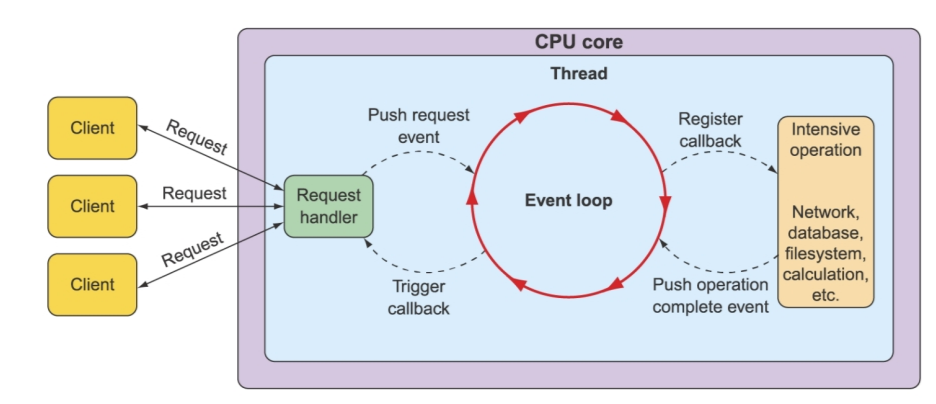 CPU core
Thread
Client
Request
Client
Request
Client
Request
Request
handler
Push request
event
Trigger
callback
Event loop
Register
callback
Push operation
complete event
Intensive
operation
Network,
database,
filesystem,
calculation,
etc.